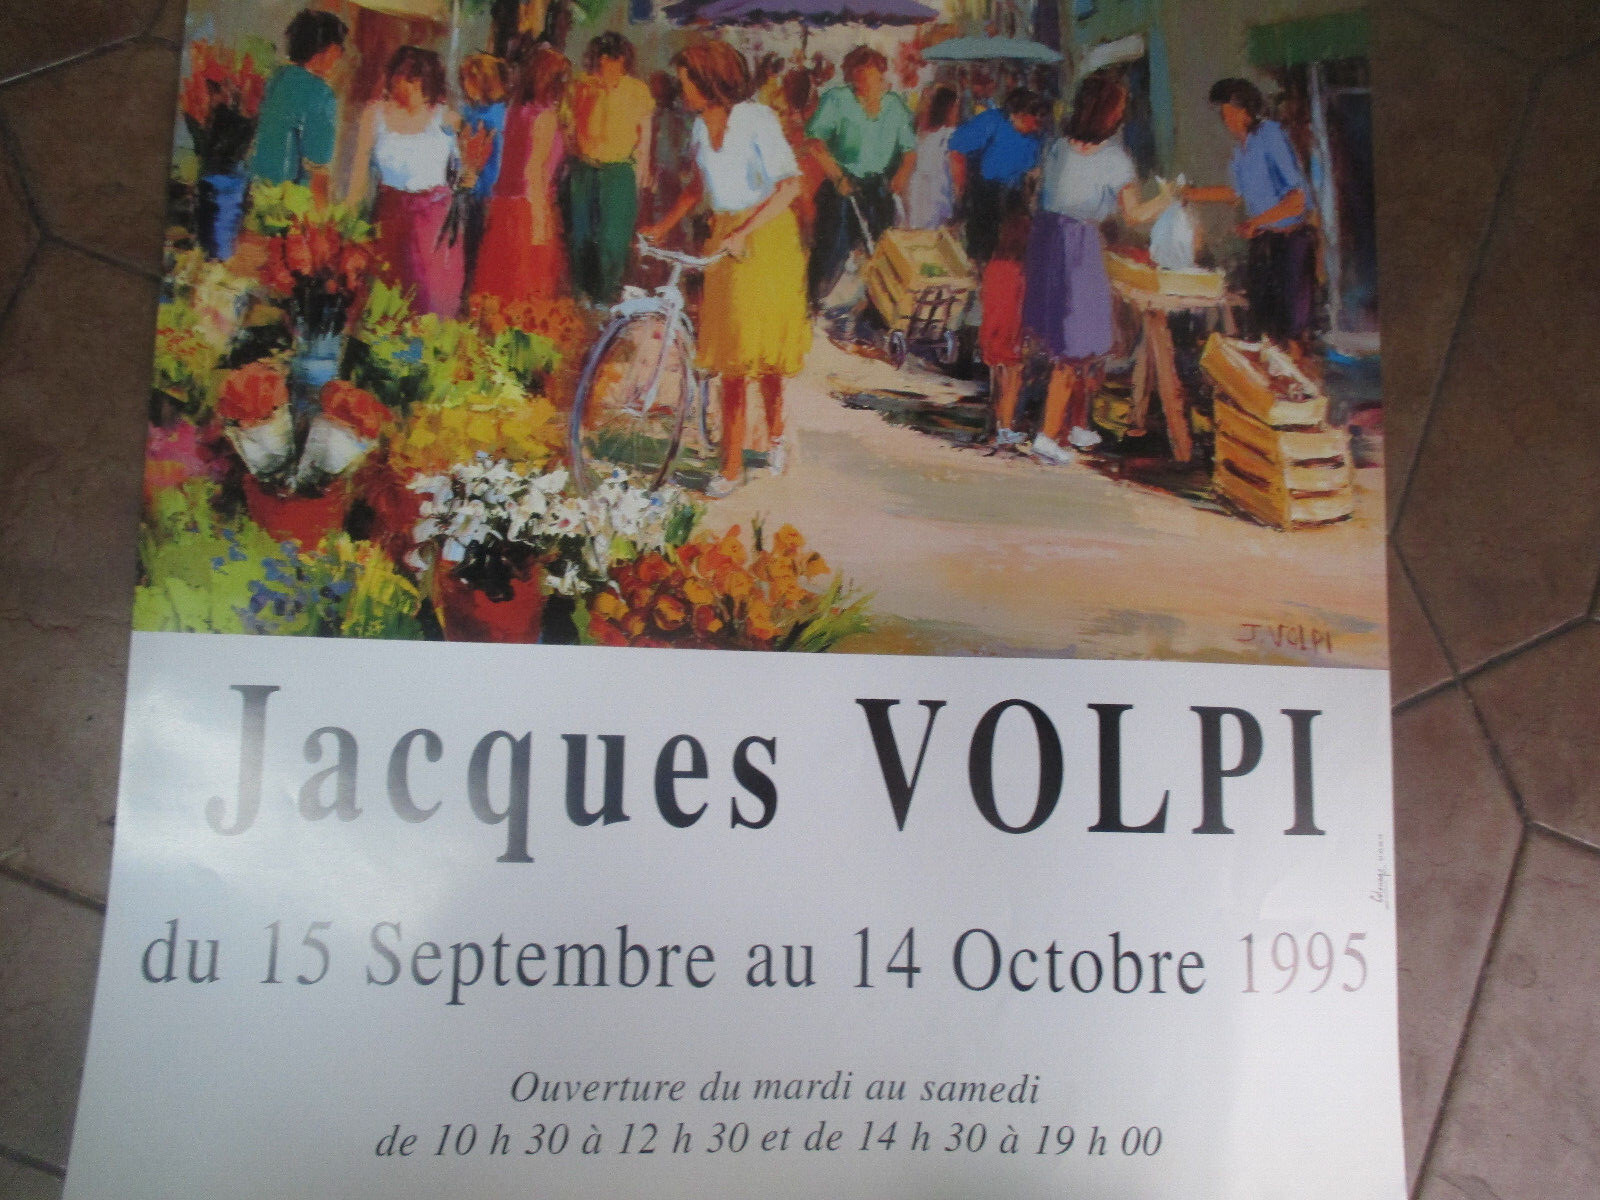 J. VOLPI
Jacques VOLPI
du 15 Septembre au 14 Octobre 1995
Ouverture du mardi au samedi
de 10 h 30 à 12 h 30 et de 14 h 30 à 19 h 00